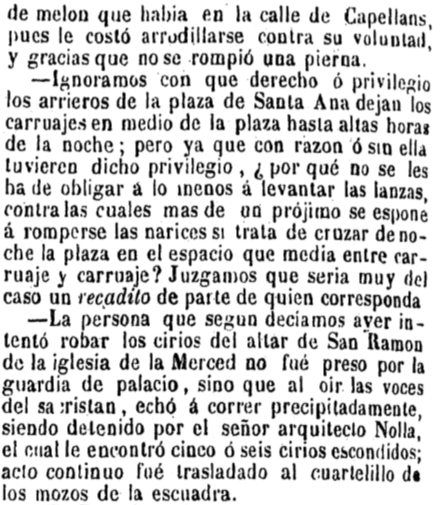 de melon que habia en la calle de Capellans,
pues le costó arrodillarse contra su voluntad,
y gracias que no se rompió una pierna.
—Ignoramos con que derecho ó privilegio
los arrieros de la plaza de Santa Ana dejan los
carruajes en medio de la plaza hasta altas horas
de la noche; pero ya que con razon ó sin ella
tuvieren dicho privilegio, ¿por qué no se les
ha de obligar á lo menos á levantar las lanzas,
contra las cuales mas de un prójimo se espone
á romperse las narices si trata de cruzar de no-
che la plaza en el espacio que media entre car-
ruaje y carruaje? Juzgamos que seria muy del
caso un recadito de parte de quien corresponda
—La persona que segun deciamos ayer in-
tentó robar los cirios del altar de San Ramon
de la iglesia de la Merced no fué preso por la
guardia de palacio, sino que al oir las voces
del sacristan, echó á correr precipitadamente,
siendo detenido por el señor arquitecto Nolla,
el cual le encontró cinco ó seis cirios escondidos;
acto continuo fué trasladado al cuartelillo de
los mozos de la escuadra.